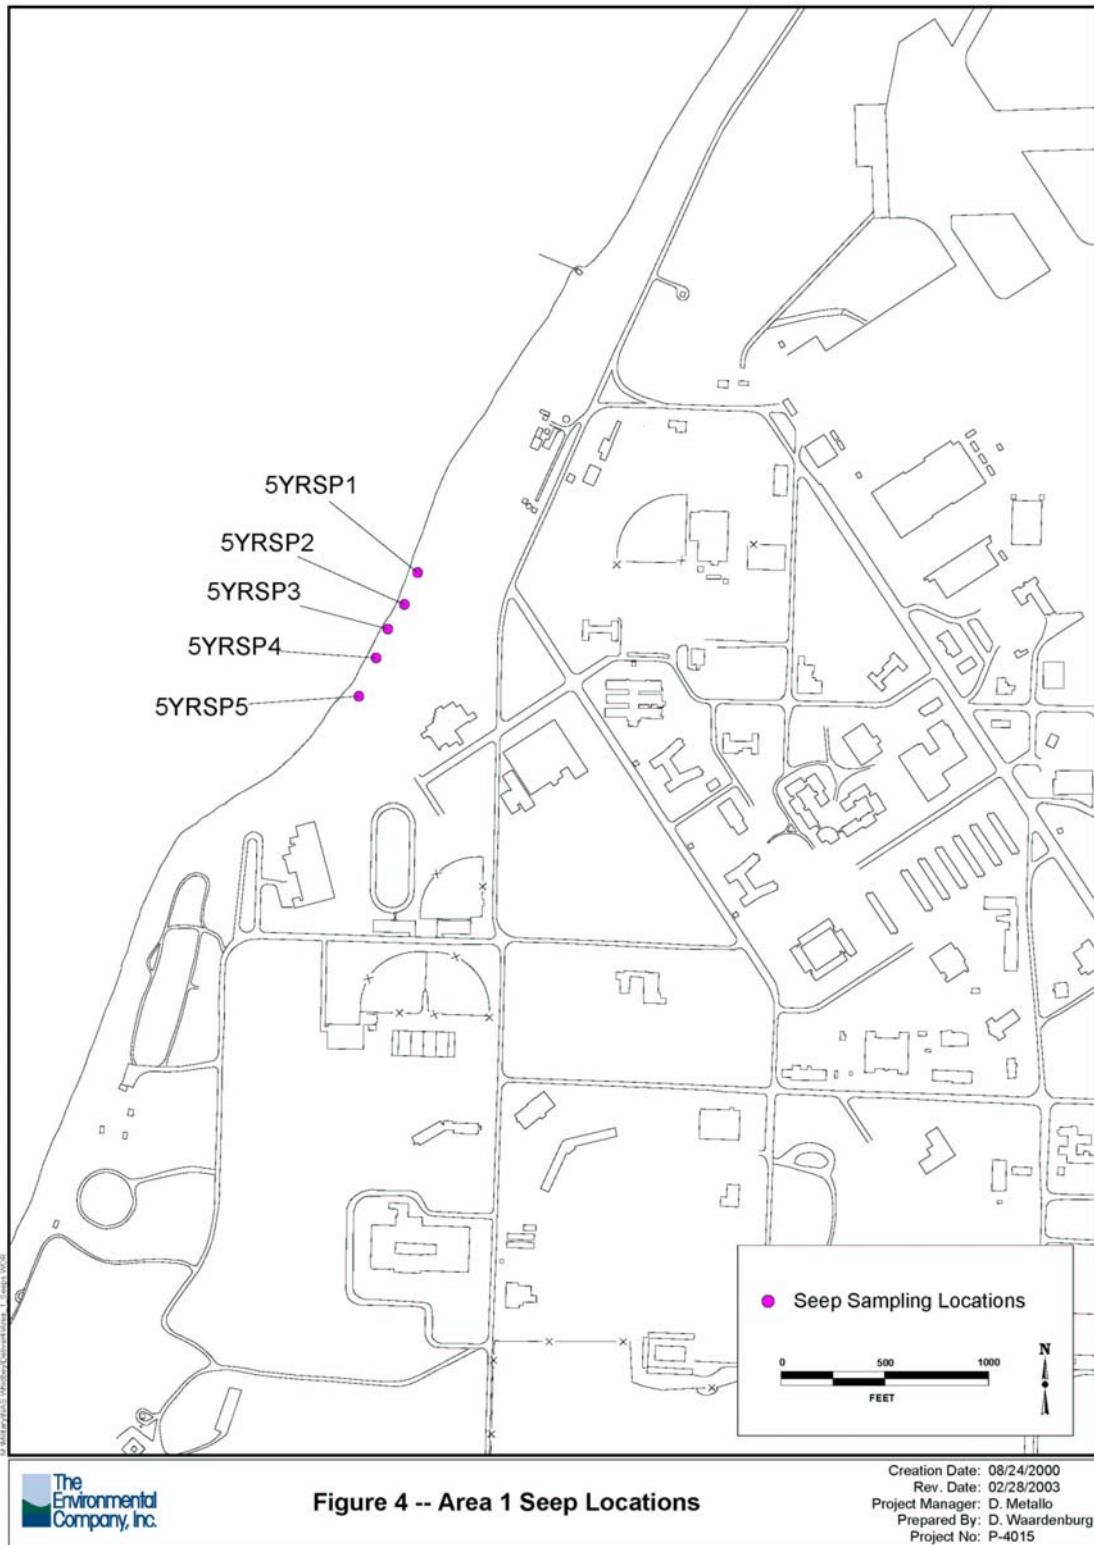 5YRSP1
5YRSP2
5YRSP3
5YRSP4
5YRSP5
Seep Sampling Locations
0 500 1000
FEET
N
The
Environmental
Company, Inc.
Figure 4 -- Area 1 Seep Locations
Creation Date: 08/24/2000
Rev. Date: 02/28/2003
Project Manager: D. Metallo
Prepared By: D. Waardenburg
Project No: P-4015